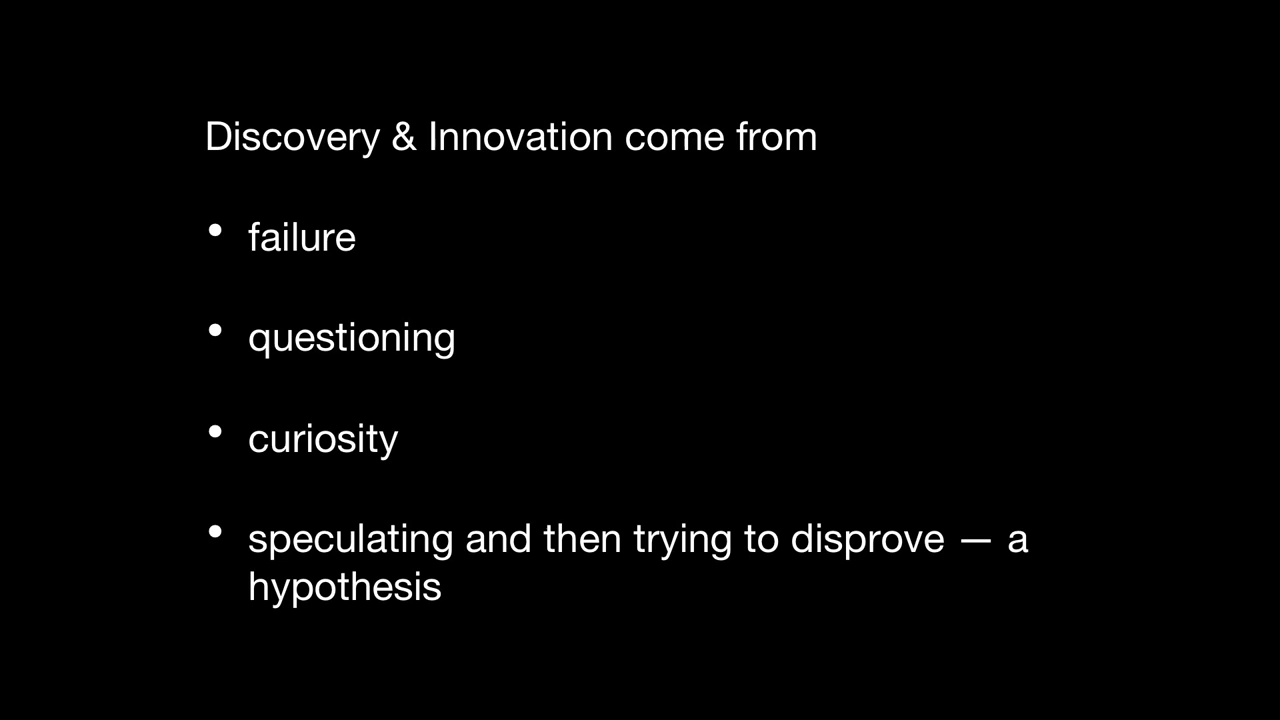 Discovery & Innovation come from
• failure
• questioning
• curiosity
• speculating and then trying to disprove — a
hypothesis